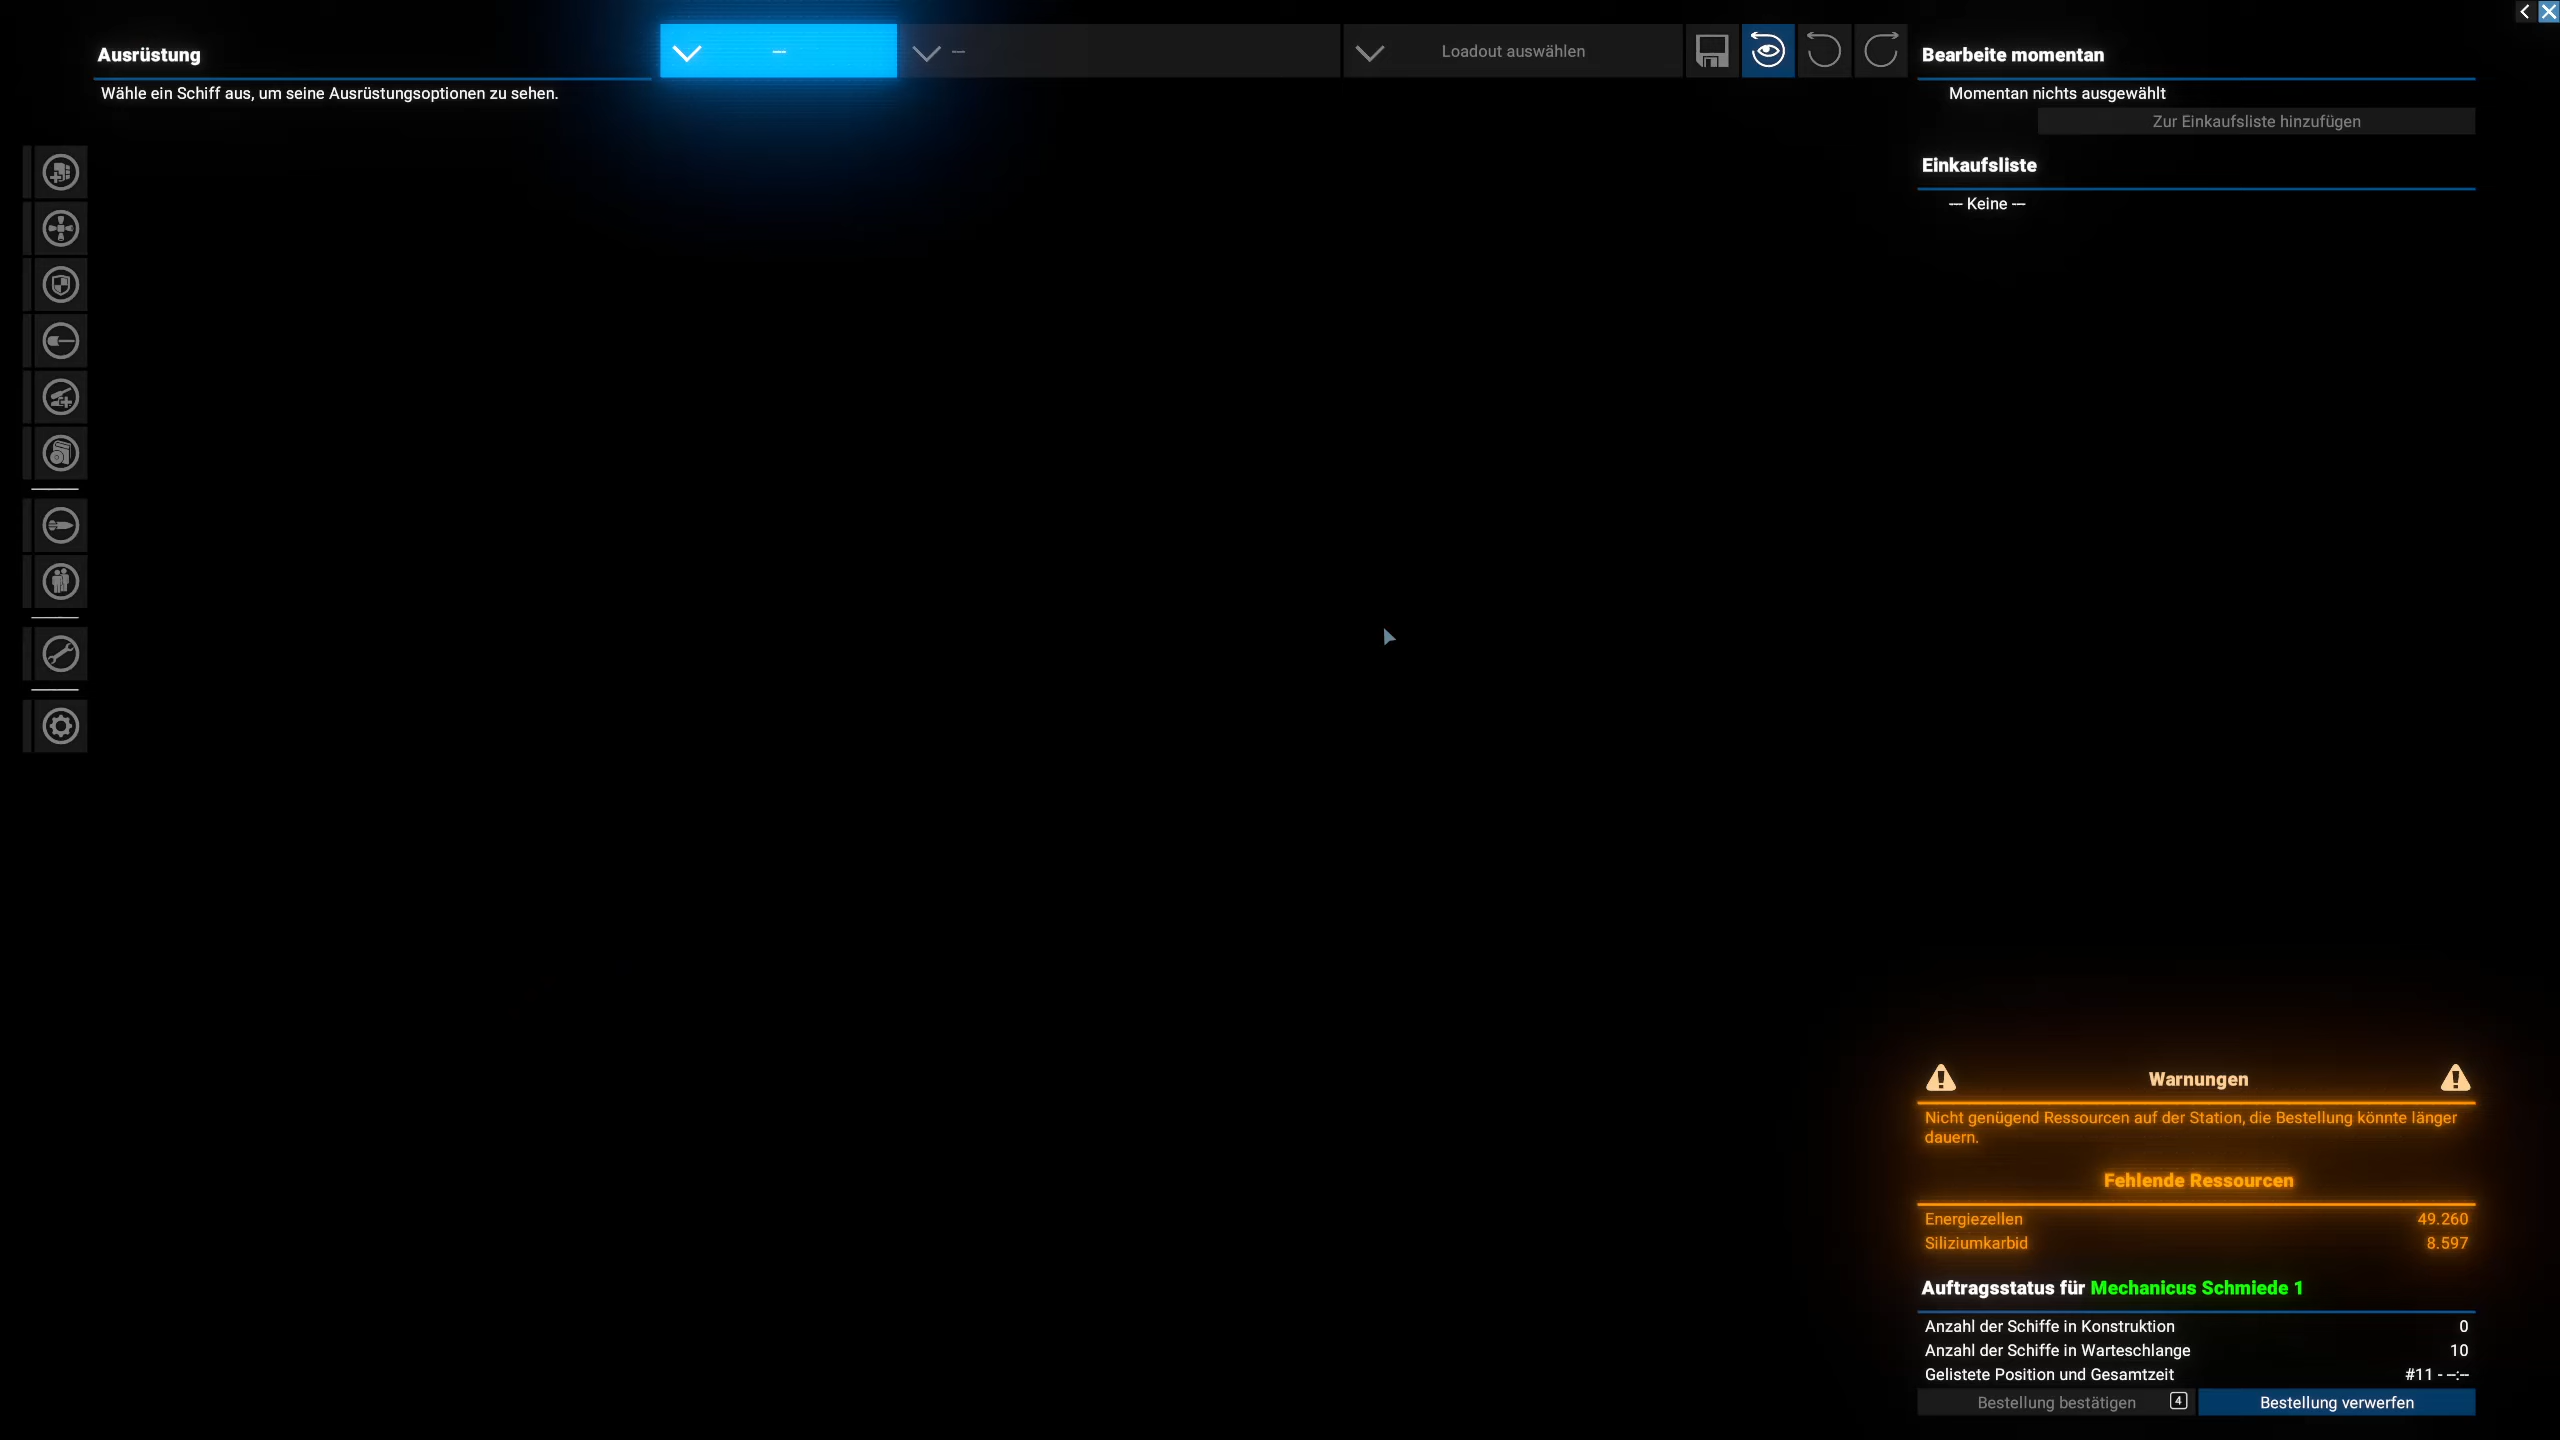 Ausrüstung
Wähle ein Schiff aus, um seine Ausrüstungsoptionen zu sehen.
--
--
Loadout auswählen
Bearbeite momentan
Momentan nichts ausgewählt
Zur Einkaufsliste hinzufügen
Einkaufsliste
--- Keine ---
Warnungen
Nicht genügend Ressourcen auf der Station, die Bestellung könnte länger
dauern.
Fehlende Ressourcen
Energiezellen 49.260
Siliziumkarbid 8.597
Auftragsstatus für Mechanicus Schmiede 1
Anzahl der Schiffe in Konstruktion 0
Anzahl der Schiffe in Warteschlange 10
Gelistete Position und Gesamtzeit #11 - --:--
Bestellung bestätigen 4
Bestellung verwerfen